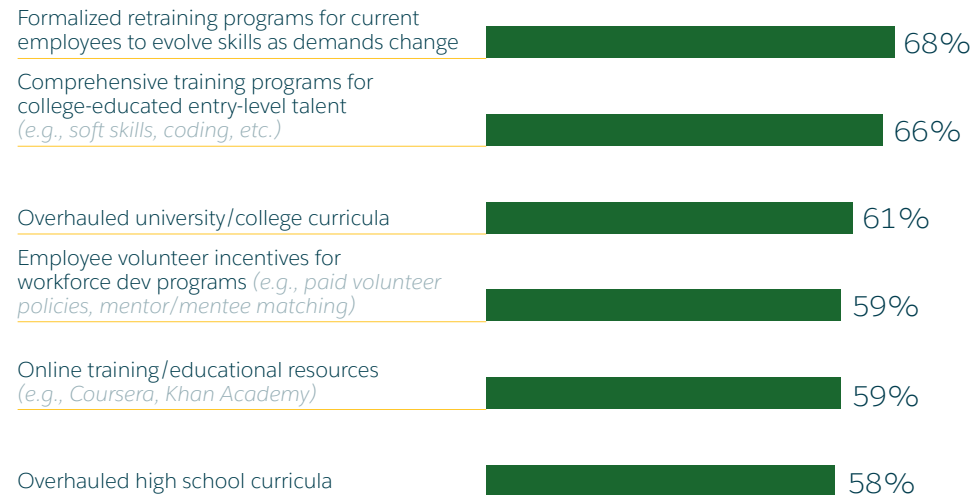 Formalized retraining programs for current
employees to evolve skills as demands change
68%
Comprehensive training programs for
college-educated entry-level talent
(e.g., soft skills, coding, etc.)
66%
Overhauled university/college curricula
61%
Employee volunteer incentives for
workforce dev programs (e.g., paid volunteer
policies, mentor/mentee matching)
59%
Online training/educational resources
(e.g., Coursera, Khan Academy)
59%
Overhauled high school curricula
58%